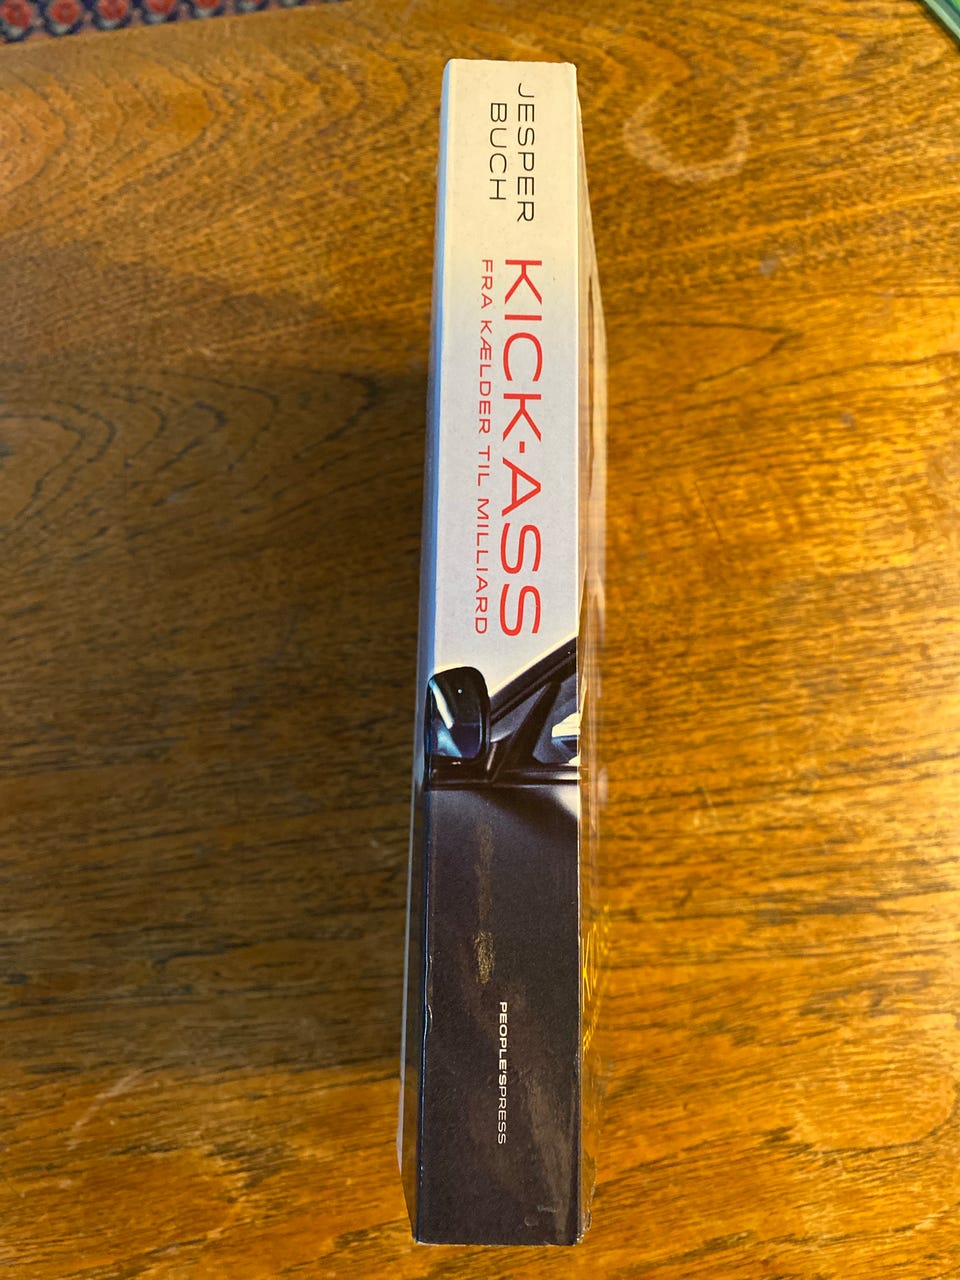 JESPER
BUCH
KICK-ASS
FRA KÆLDER TIL MILLIARD
PEOPLE'SPRESS